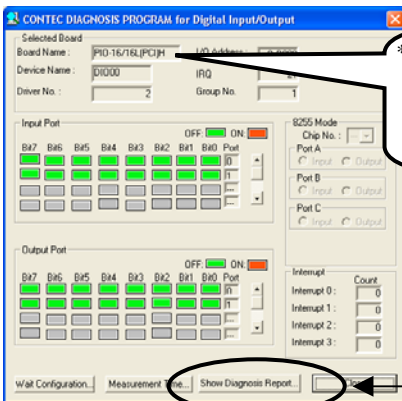 CONTEC DIAGNOSIS PROGRAM for Digital Input/Output
Selected Board
Board Name : PIO-16/16L(PCI)H I/O Address :
Device Name : DIO00 IRQ
Driver No. : 2 Group No. 1
*
Input Port
OFF: ON:
Bit7 Bit6 Bit5 Bit4 Bit3 Bit2 Bit1 Bit0 Port
0
1
...
...
8255 Mode
Chip No. : ...
Port A
Input Output
Port B
Input Output
Port C
Input Output
Output Port
OFF: ON:
Bit7 Bit6 Bit5 Bit4 Bit3 Bit2 Bit1 Bit0 Port
0
1
...
...
Interrupt
Count
Interrupt 0 : 0
Interrupt 1 : 0
Interrupt 2 : 0
Interrupt 3 : 0
Wait Configuration... Measurement Time... Show Diagnosis Report... Close